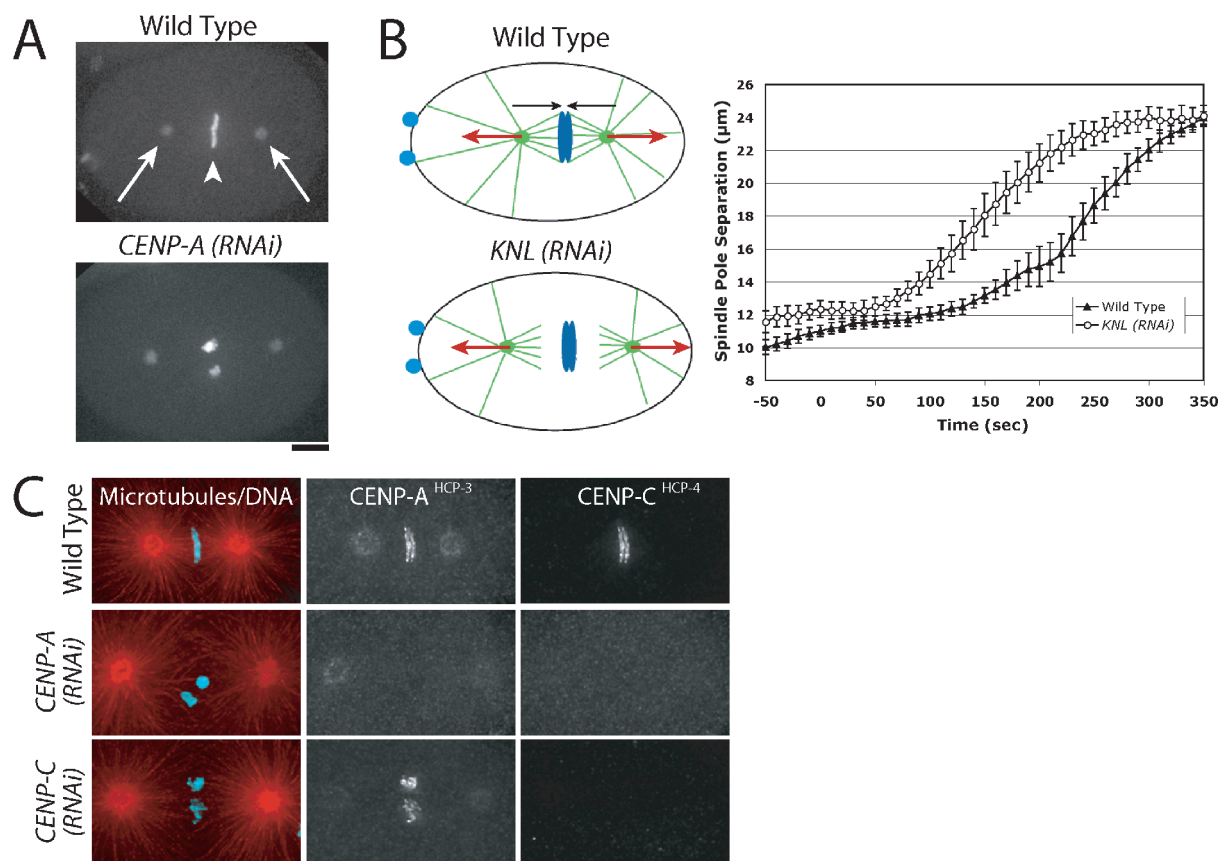 A
Wild Type
CENP-A (RNAi)
B
Wild Type
KNL (RNAi)
Spindle Pole Separation (µm)
26
24
22
20
18
16
14
12
10
8
-50 0 50 100 150 200 250 300 350
Time (sec)
Wild Type
KNL (RNAi)
C
Microtubules/DNA
CENP-A HCP-3
CENP-C HCP-4
Wild Type
CENP-A (RNAi)
CENP-C (RNAi)